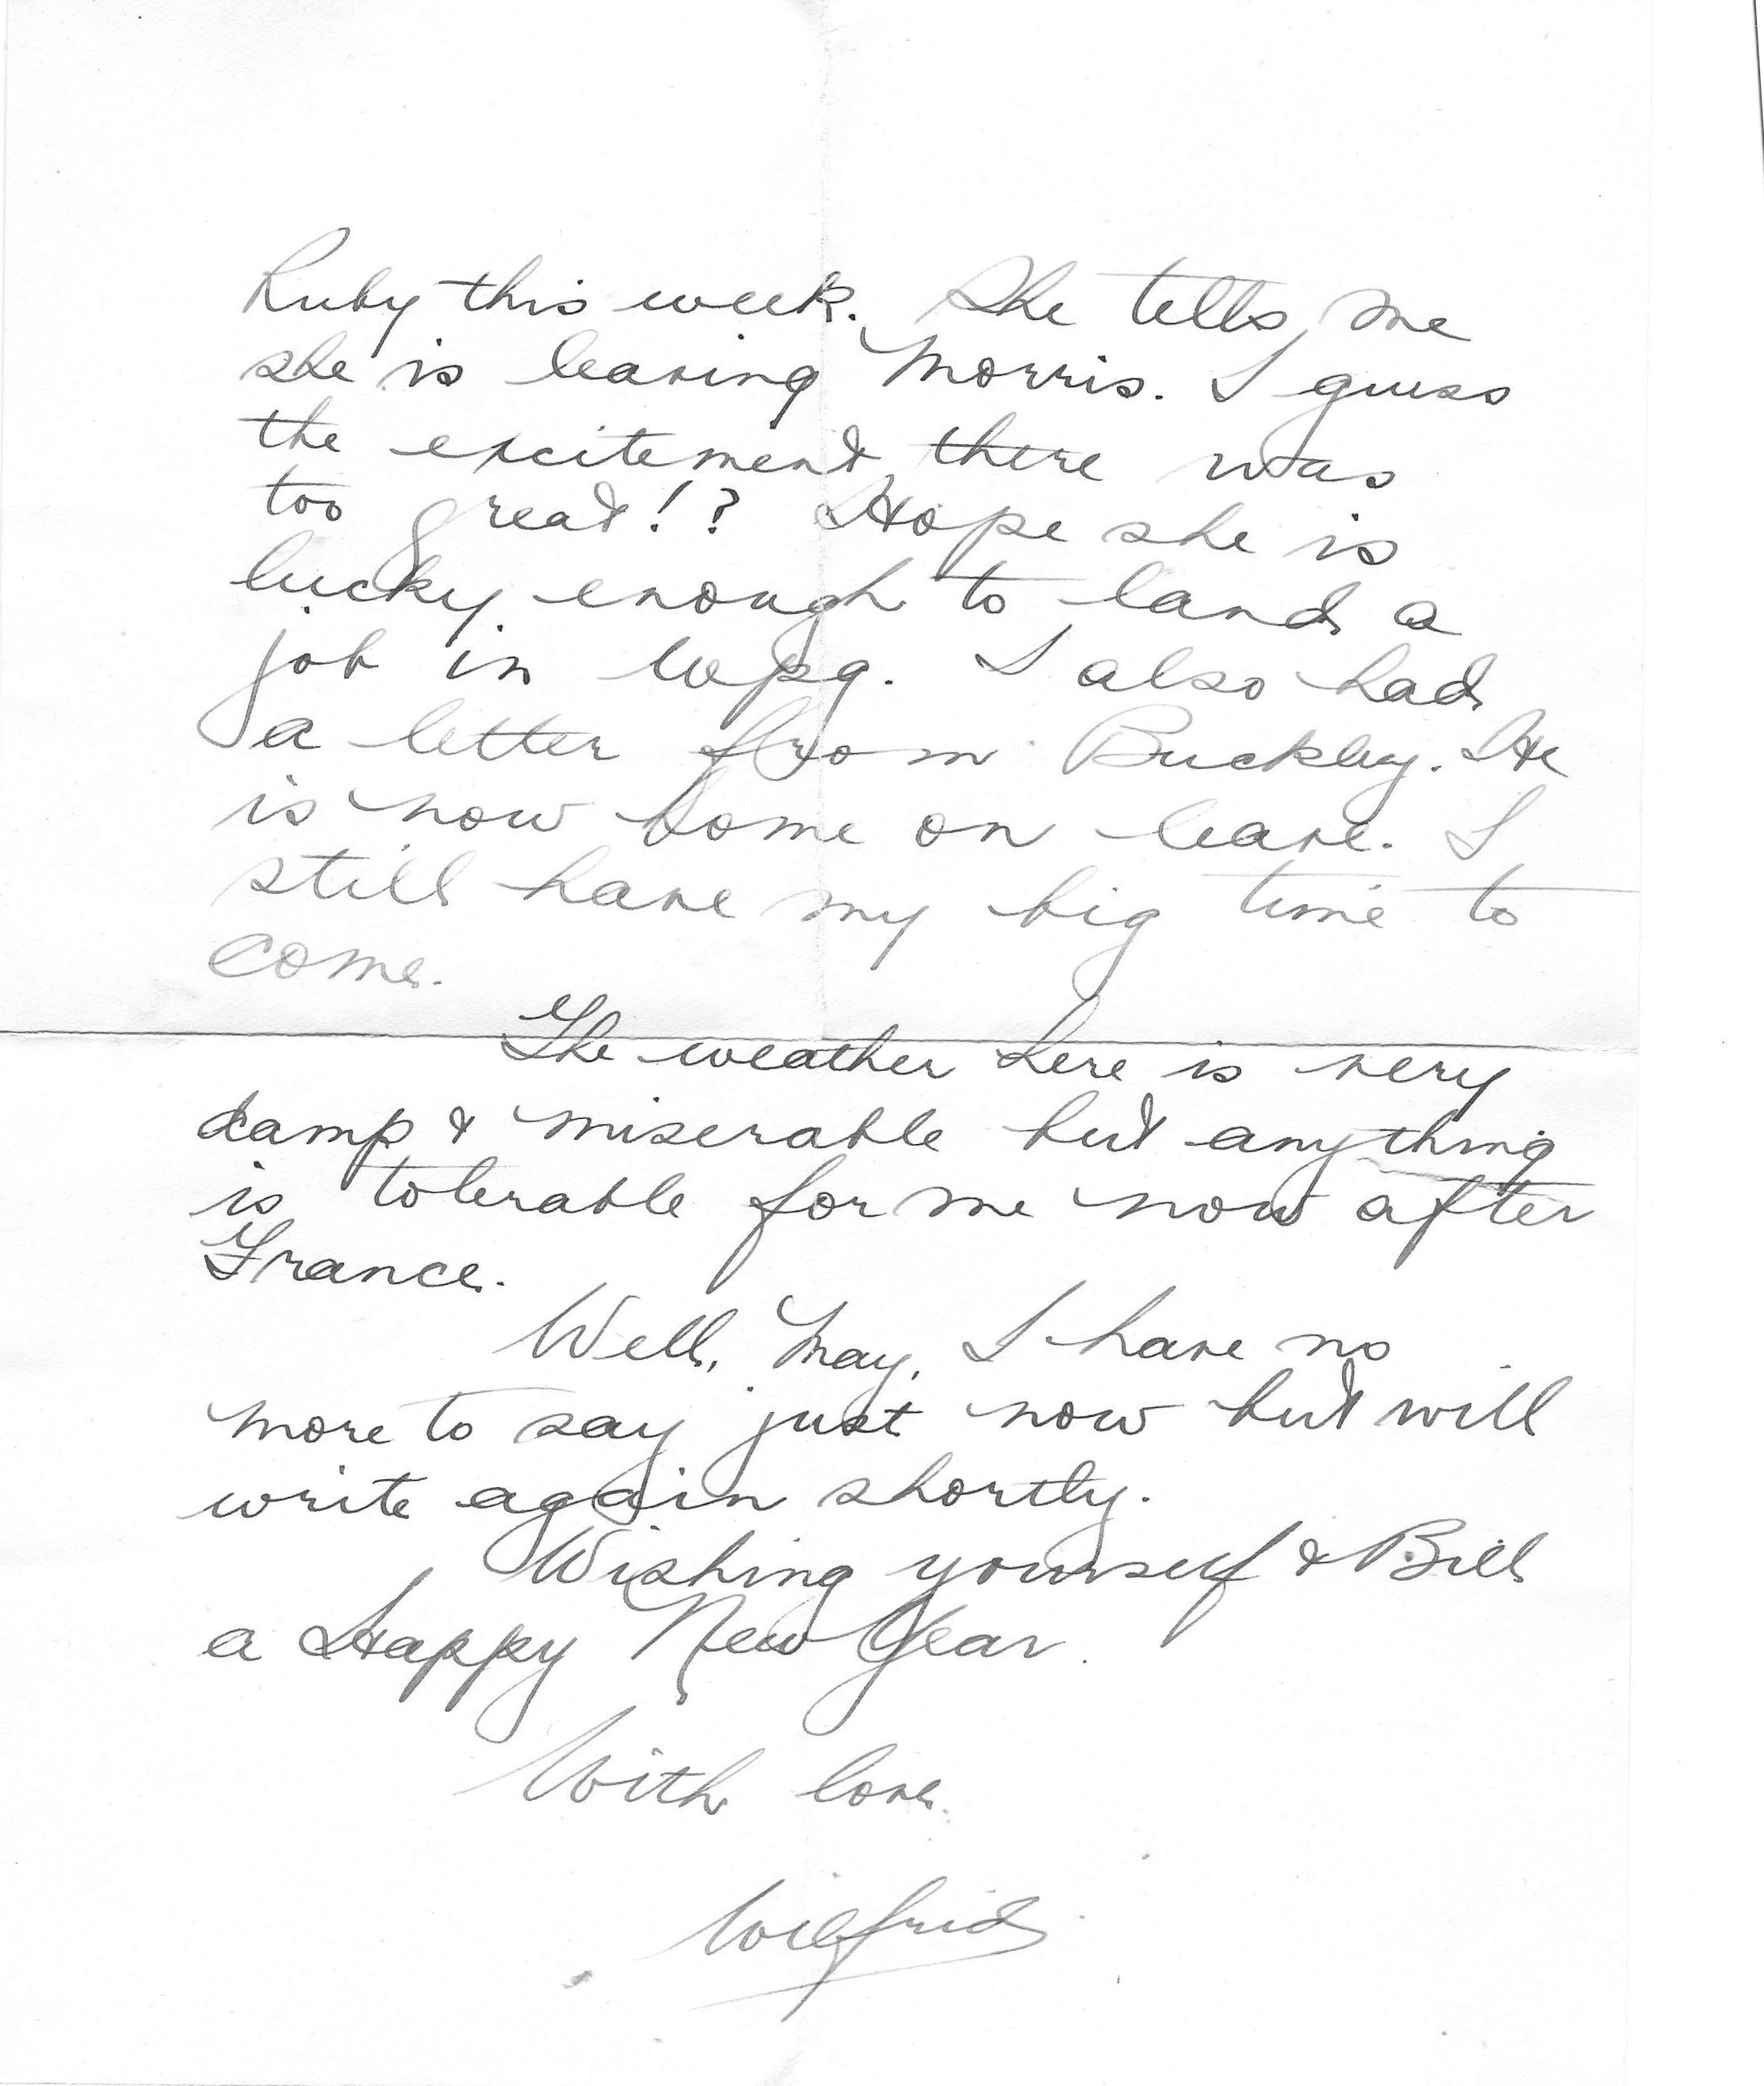 Ruby this week. She tells me
she is leaving Morris. I guess
the excitement there was
too great!? Hope she is
lucky enough to land a
job in Wpg. I also had
a letter from Buckley. He
is now home on leave. I
still have my big time to
come.
The weather here is very
damp & miserable but anything
is tolerable for me now after
France.
Well, May, I have no
more to say just now but will
write again shortly.
Wishing yourself & Bill
a Happy New Year.
With love.
Wilfrid